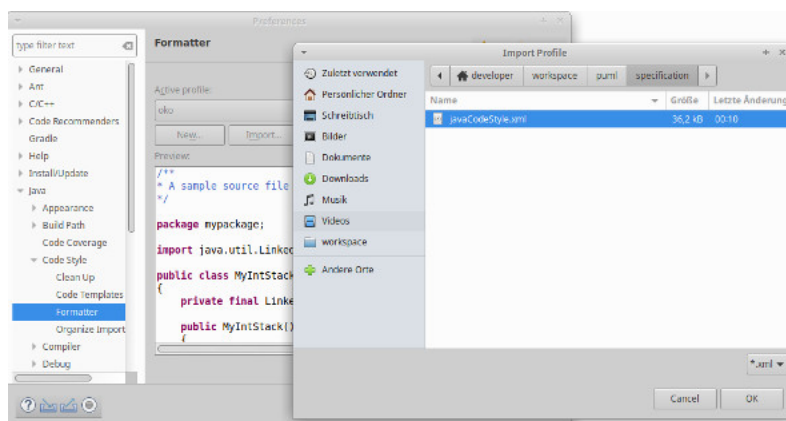 Preferences
type filter text
General
Ant
C/C++
Code Recommenders
Gradle
Help
Install/Update
Java
Appearance
Build Path
Code Coverage
Code Style
Clean Up
Code Templates
Formatter
Organize Import
Compiler
Debug
Formatter
Active profile:
oko
New...
Import...
Preview:
/**
* A sample source file
*/
package mypackage;
import java.util.Linked
public class MyIntStack
{
private final Linke
public MyIntStack()
{
Import Profile
Zuletzt verwendet
Persönlicher Ordner
Schreibtisch
Bilder
Dokumente
Downloads
Musik
Videos
workspace
Andere Orte
developer
workspace
puml
specification
Name
Größe
Letzte Änderung
javaCodeStyle.xml
36,2 kB
00:10
*.xml
Cancel
OK